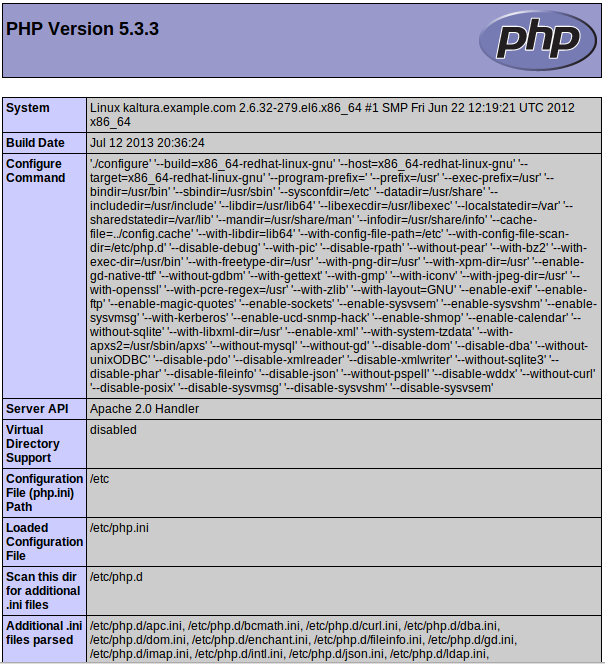 PHP Version 5.3.3
php
System
Linux kaltura.example.com 2.6.32-279.el6.x86_64 #1 SMP Fri Jun 22 12:19:21 UTC 2012
x86_64
Build Date
Jul 12 2013 20:36:24
Configure
Command
'./configure' '--build=x86_64-redhat-linux-gnu' '--host=x86_64-redhat-linux-gnu' '--
target=x86_64-redhat-linux-gnu' '--program-prefix=' '--prefix=/usr' '--exec-prefix=/usr' '--
bindir=/usr/bin' '--sbindir=/usr/sbin' '--sysconfdir=/etc' '--datadir=/usr/share' '--
includedir=/usr/include' '--libdir=/usr/lib64' '--libexecdir=/usr/libexec' '--localstatedir=/var' '--
sharedstatedir=/var/lib' '--mandir=/usr/share/man' '--infodir=/usr/share/info' '--cache-
file=../config.cache' '--with-libdir=lib64' '--with-config-file-path=/etc' '--with-config-file-scan-
dir=/etc/php.d' '--disable-debug' '--with-pic' '--disable-rpath' '--without-pear' '--with-bz2' '--with-
exec-dir=/usr/bin' '--with-freetype-dir=/usr' '--with-png-dir=/usr' '--with-xpm-dir=/usr' '--enable-
gd-native-ttf' '--without-gdbm' '--with-gettext' '--with-gmp' '--with-iconv' '--with-jpeg-dir=/usr' '--
with-openssl' '--with-pcre-regex=/usr' '--with-zlib' '--with-layout=GNU' '--enable-exif' '--enable-
ftp' '--enable-magic-quotes' '--enable-sockets' '--enable-sysvsem' '--enable-sysvshm' '--enable-
sysvmsg' '--with-kerberos' '--enable-ucd-snmp-hack' '--enable-shmop' '--enable-calendar' '--
without-sqlite' '--with-libxml-dir=/usr' '--enable-xml' '--with-system-tzdata' '--with-
apxs2=/usr/sbin/apxs' '--without-mysql' '--without-gd' '--disable-dom' '--disable-dba' '--without-
unixODBC' '--disable-pdo' '--disable-xmlreader' '--disable-xmlwriter' '--without-sqlite3' '--
disable-phar' '--disable-fileinfo' '--disable-json' '--without-pspell' '--disable-wddx' '--without-curl'
'--disable-posix' '--disable-sysvmsg' '--disable-sysvshm' '--disable-sysvsem'
Server API
Apache 2.0 Handler
Virtual
Directory
Support
disabled
Configuration
File (php.ini)
Path
/etc
Loaded
Configuration
File
/etc/php.ini
Scan this dir
for additional
.ini files
/etc/php.d
Additional .ini
files parsed
/etc/php.d/apc.ini, /etc/php.d/bcmath.ini, /etc/php.d/curl.ini, /etc/php.d/dba.ini,
/etc/php.d/dom.ini, /etc/php.d/enchant.ini, /etc/php.d/fileinfo.ini, /etc/php.d/gd.ini,
/etc/php.d/imap.ini, /etc/php.d/intl.ini, /etc/php.d/json.ini, /etc/php.d/ldap.ini,